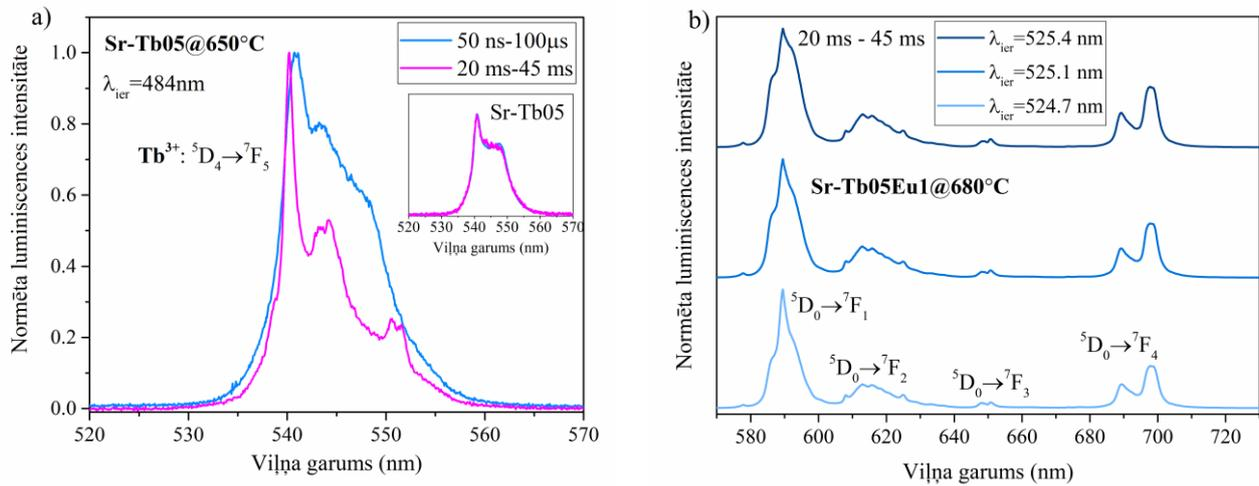 a)
Sr-Tb05@650°C
λier=484nm
Tb³⁺: ⁵D₄→⁷F₅
50 ns-100μs
20 ms-45 ms
Sr-Tb05
520 530 540 550 560 570
Viļņa garums (nm)
Normēta luminiscences intensitāte
1.0
0.8
0.6
0.4
0.2
0.0
520 530 540 550 560 570
Viļņa garums (nm)
b)
20 ms - 45 ms
λier=525.4 nm
λier=525.1 nm
λier=524.7 nm
Sr-Tb05Eu1@680°C
⁵D₀→⁷F₁
⁵D₀→⁷F₂
⁵D₀→⁷F₃
⁵D₀→⁷F₄
Normēta luminiscences intensitāte
580 600 620 640 660 680 700 720
Viļņa garums (nm)